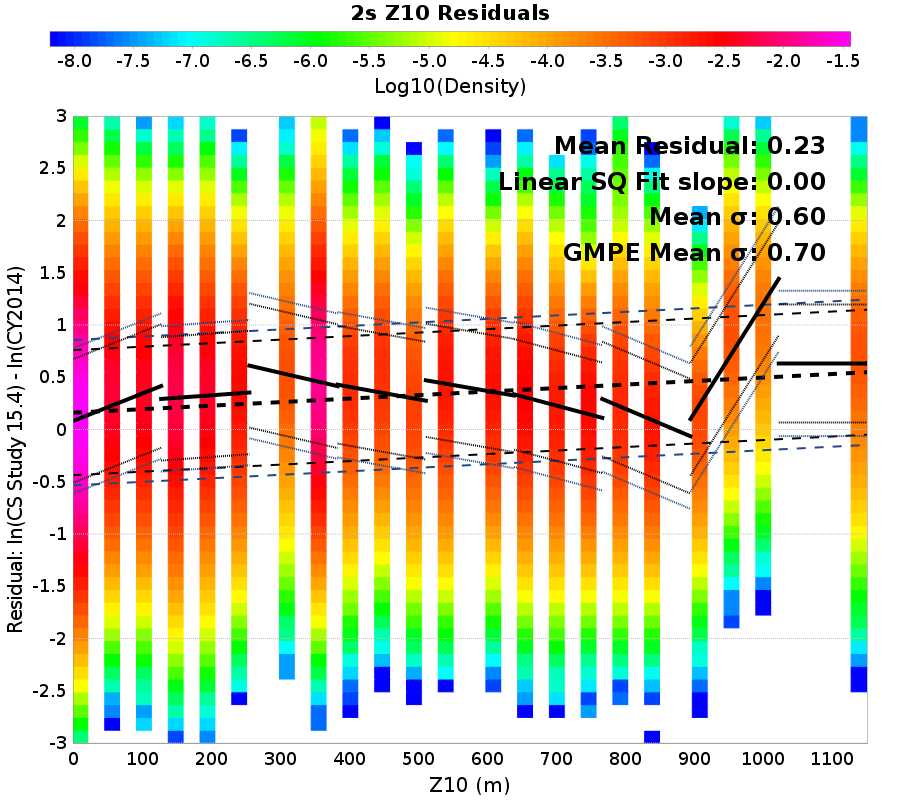 2s Z10 Residuals
-8.0 -7.5 -7.0 -6.5 -6.0 -5.5 -5.0 -4.5 -4.0 -3.5 -3.0 -2.5 -2.0 -1.5
Log10(Density)
Mean Residual: 0.23
Linear SQ Fit slope: 0.00
Mean σ: 0.60
GMPE Mean σ: 0.70
Residual: ln(CS Study 15.4) - ln(CY2014)
3
2.5
2
1.5
1
0.5
0
-0.5
-1
-1.5
-2
-2.5
-3
0 100 200 300 400 500 600 700 800 900 1000 1100
Z10 (m)